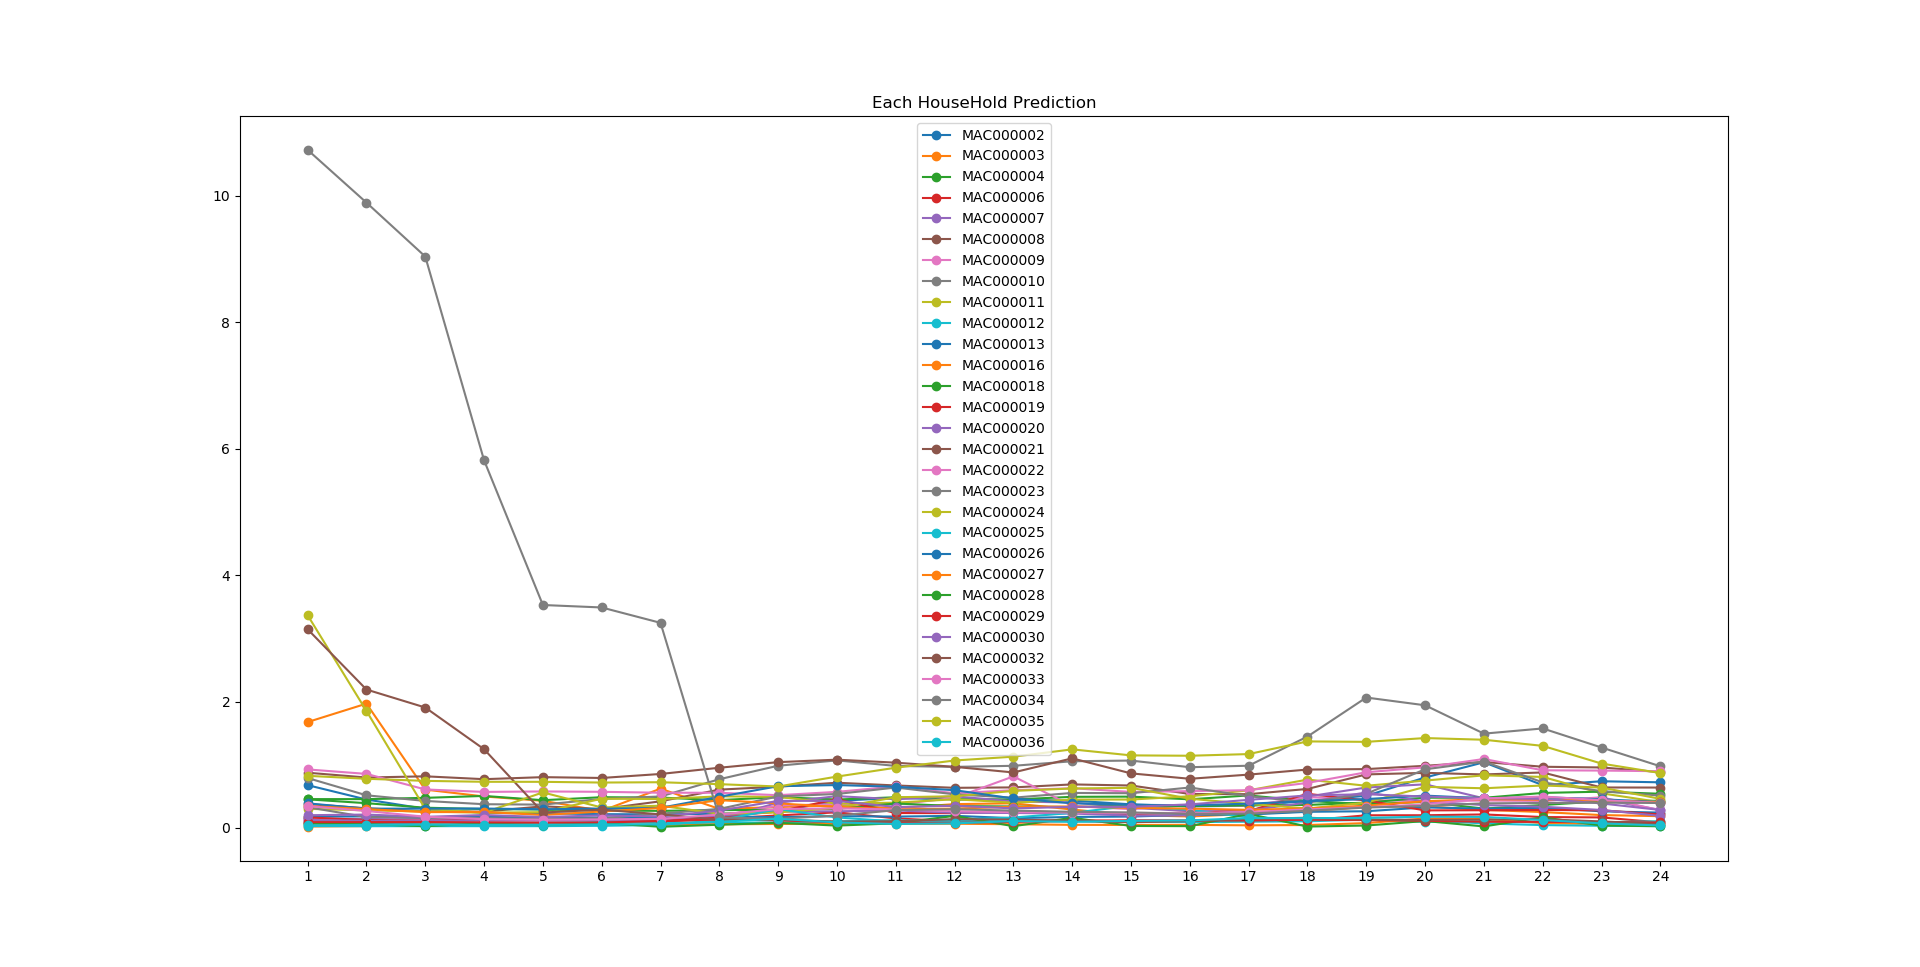 Each HouseHold Prediction
MAC000002
MAC000003
MAC000004
MAC000006
MAC000007
MAC000008
MAC000009
MAC000010
MAC000011
MAC000012
MAC000013
MAC000016
MAC000018
MAC000019
MAC000020
MAC000021
MAC000022
MAC000023
MAC000024
MAC000025
MAC000026
MAC000027
MAC000028
MAC000029
MAC000030
MAC000032
MAC000033
MAC000034
MAC000035
MAC000036
10
8
6
4
2
0
1 2 3 4 5 6 7 8 9 10 11 12 13 14 15 16 17 18 19 20 21 22 23 24